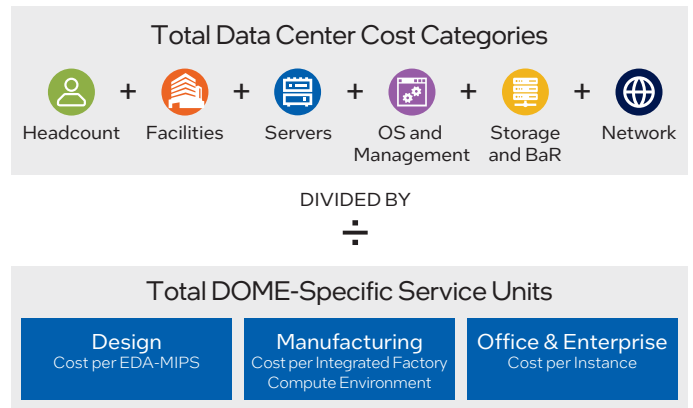 Total Data Center Cost Categories
+ + + + +
Headcount Facilities Servers OS and Management Storage and BaR Network
DIVIDED BY
÷
Total DOME-Specific Service Units
Design
Cost per EDA-MIPS
Manufacturing
Cost per Integrated Factory
Compute Environment
Office & Enterprise
Cost per Instance